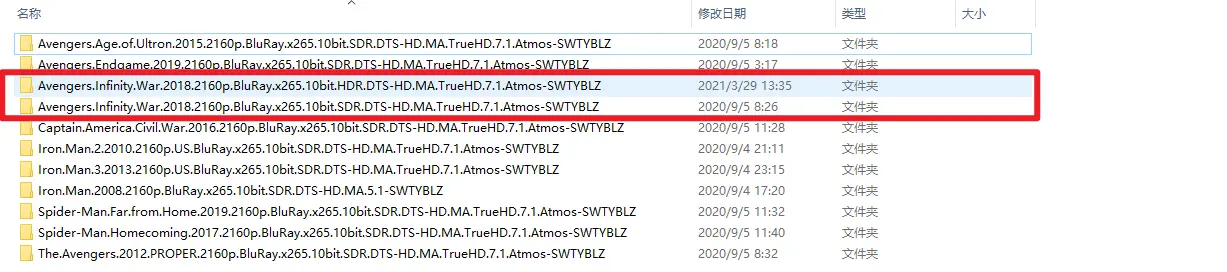 名称 修改日期 类型 大小
Avengers.Age.of.Ultron.2015.2160p.BluRay.x265.10bit.SDR.DTS-HD.MA.TrueHD.7.1.Atmos-SWTYBLZ 2020/9/5 8:18 文件夹
Avengers.Endgame.2019.2160p.BluRay.x265.10bit.SDR.DTS-HD.MA.TrueHD.7.1.Atmos-SWTYBLZ 2020/9/5 3:17 文件夹
Avengers.Infinity.War.2018.2160p.BluRay.x265.10bit.HDR.DTS-HD.MA.TrueHD.7.1.Atmos-SWTYBLZ 2021/3/29 13:35 文件夹
Avengers.Infinity.War.2018.2160p.BluRay.x265.10bit.SDR.DTS-HD.MA.TrueHD.7.1.Atmos-SWTYBLZ 2020/9/5 8:26 文件夹
Captain.America.Civil.War.2016.2160p.BluRay.x265.10bit.SDR.DTS-HD.MA.TrueHD.7.1.Atmos-SWTYBLZ 2020/9/5 11:28 文件夹
Iron.Man.2.2010.2160p.US.BluRay.x265.10bit.SDR.DTS-HD.MA.TrueHD.7.1.Atmos-SWTYBLZ 2020/9/4 21:11 文件夹
Iron.Man.3.2013.2160p.US.BluRay.x265.10bit.SDR.DTS-HD.MA.TrueHD.7.1.Atmos-SWTYBLZ 2020/9/4 23:15 文件夹
Iron.Man.2008.2160p.BluRay.x265.10bit.SDR.DTS-HD.MA.5.1-SWTYBLZ 2020/9/4 17:20 文件夹
Spider-Man.Far.from.Home.2019.2160p.BluRay.x265.10bit.SDR.DTS-HD.MA.TrueHD.7.1.Atmos-SWTYBLZ 2020/9/5 11:32 文件夹
Spider-Man.Homecoming.2017.2160p.BluRay.x265.10bit.SDR.DTS-HD.MA.TrueHD.7.1.Atmos-SWTYBLZ 2020/9/5 11:40 文件夹
The.Avengers.2012.PROPER.2160p.BluRay.x265.10bit.SDR.DTS-HD.MA.TrueHD.7.1.Atmos-SWTYBLZ 2020/9/5 8:32 文件夹